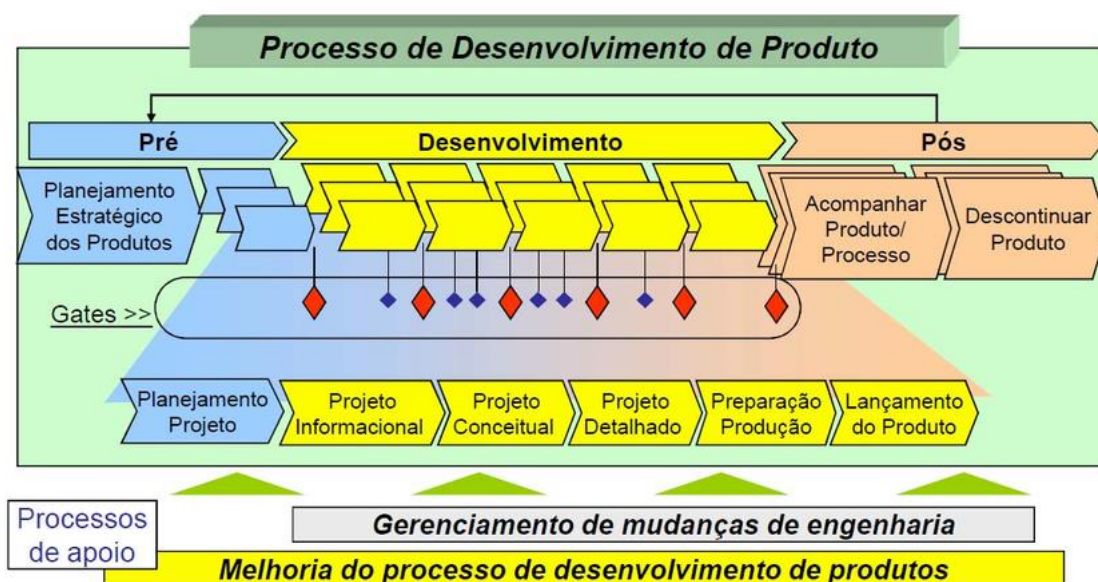 Processo de Desenvolvimento de Produto
Pré
Desenvolvimento
Pós
Planejamento
Estratégico
dos Produtos
Acompanhar
Produto/
Processo
Descontinuar
Produto
Gates >>
Planejamento
Projeto
Projeto
Informacional
Projeto
Conceitual
Projeto
Detalhado
Preparação
Produção
Lançamento
do Produto
Processos
de apoio
Gerenciamento de mudanças de engenharia
Melhoria do processo de desenvolvimento de produtos